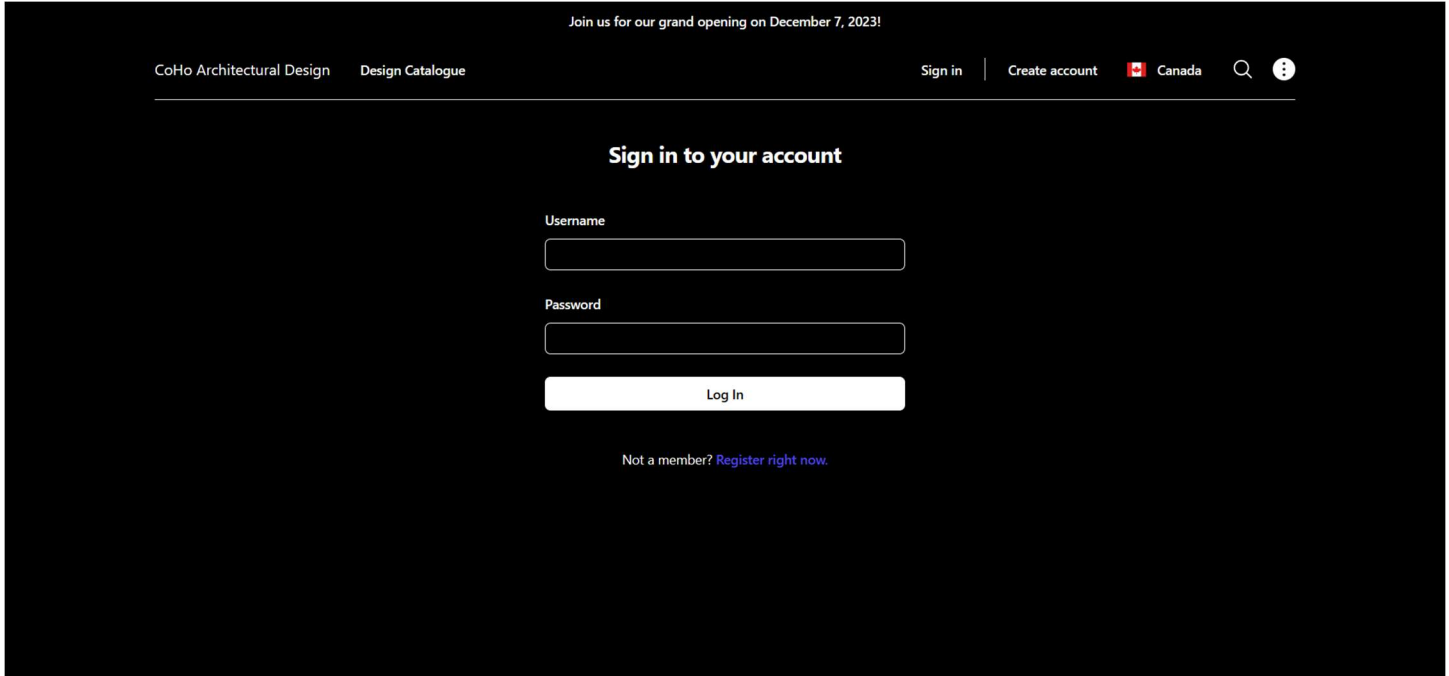 Join us for our grand opening on December 7, 2023!
CoHo Architectural Design Design Catalogue Sign in Create account Canada
Sign in to your account
Username
Password
Log In
Not a member? Register right now.